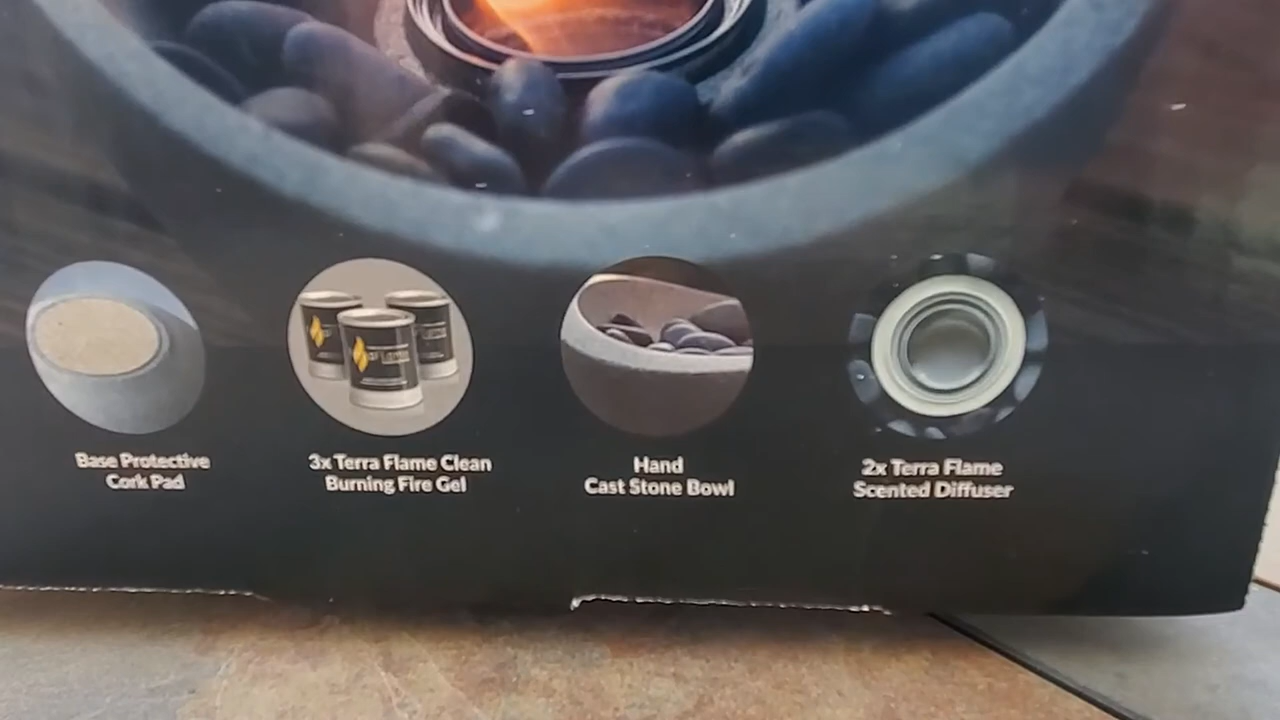 Base Protective
Cork Pad
3x Terra Flame Clean
Burning Fire Gel
Hand
Cast Stone Bowl
2x Terra Flame
Scented Diffuser